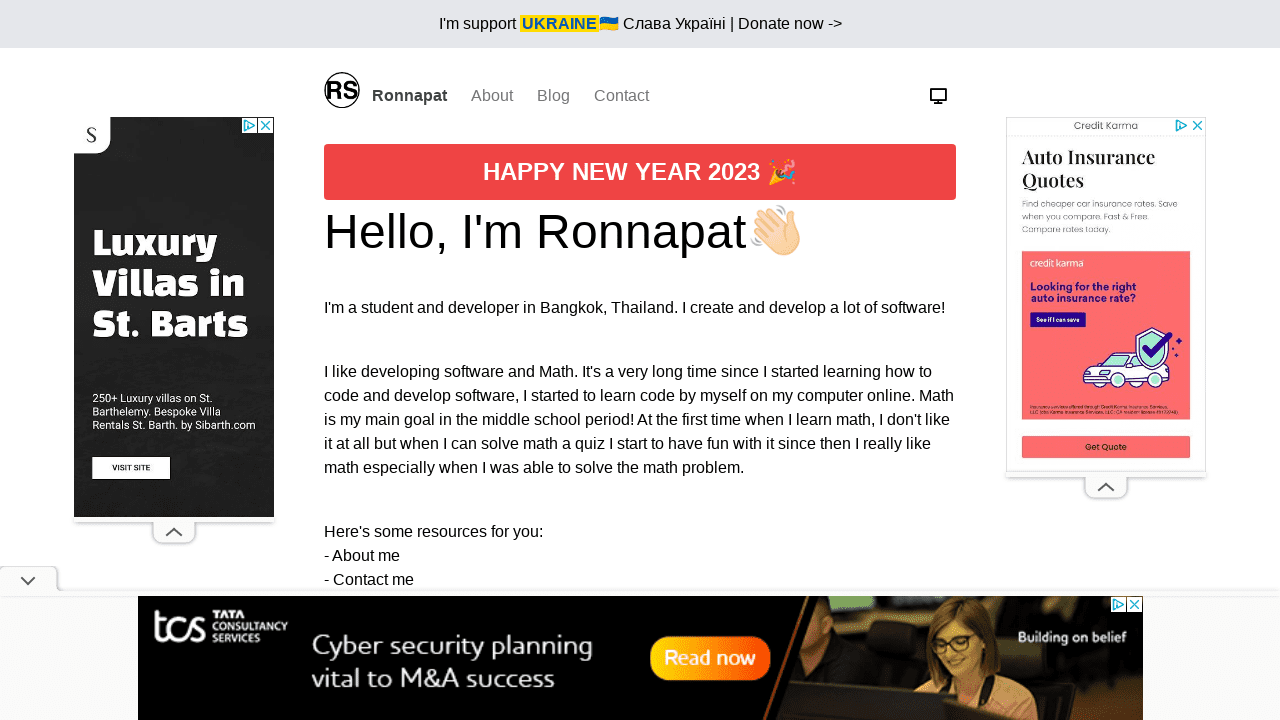 I'm support UKRAINE🇺🇦 Слава Україні | Donate now ->
RS Ronnapat About Blog Contact
HAPPY NEW YEAR 2023 🎉
Hello, I'm Ronnapat👋🏻
I'm a student and developer in Bangkok, Thailand. I create and develop a lot of software!
I like developing software and Math. It's a very long time since I started learning how to
code and develop software, I started to learn code by myself on my computer online. Math
is my main goal in the middle school period! At the first time when I learn math, I don't like
it at all but when I can solve math a quiz I start to have fun with it since then I really like
math especially when I was able to solve the math problem.
Here's some resources for you:
- About me
- Contact me
S
Luxury
Villas in
St. Barts
250+ Luxury villas on St.
Barthelemy. Bespoke Villa
Rentals St. Barth. by Sibarth.com
VISIT SITE
Credit Karma
Auto Insurance
Quotes
Find cheaper car insurance rates. Save
when you compare. Fast & Free.
Compare rates today.
credit karma
Looking for the right
auto insurance rate?
See if I can save
Get Quote
tcs TATA
CONSULTANCY
SERVICES
Cyber security planning
vital to M&A success
Read now
Building on belief